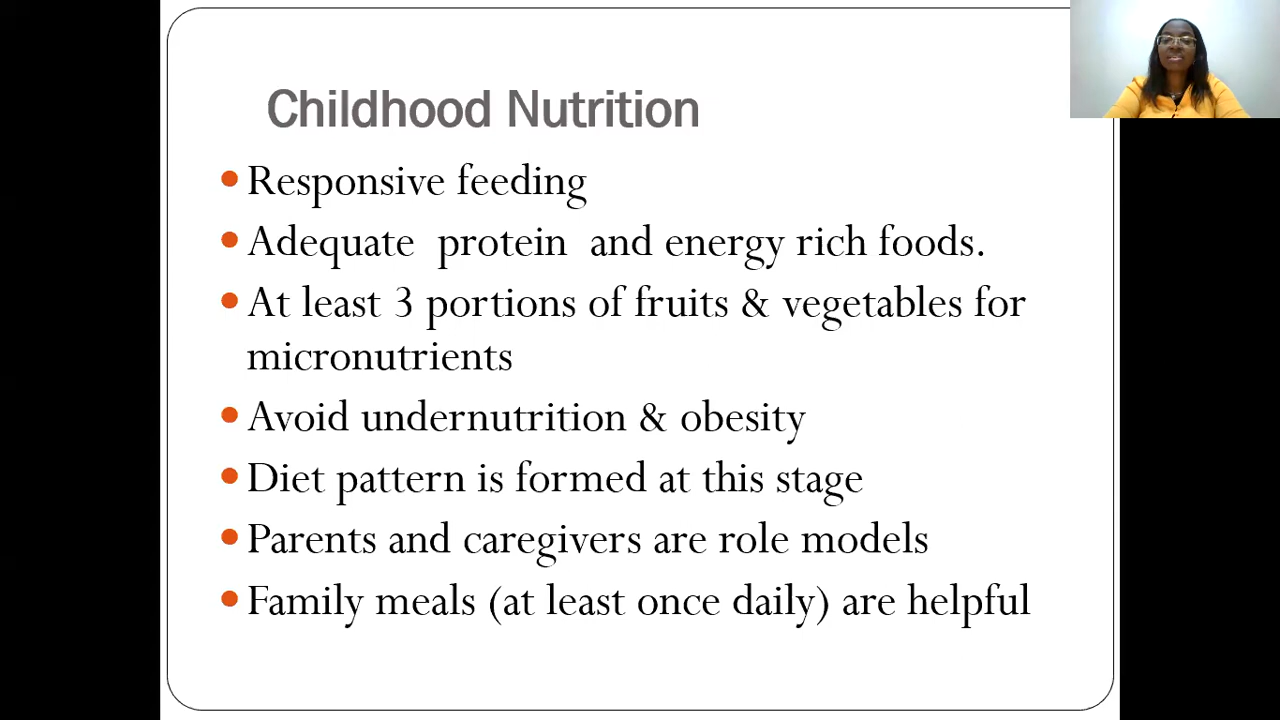 Childhood Nutrition
Responsive feeding
Adequate protein and energy rich foods.
At least 3 portions of fruits & vegetables for
micronutrients
Avoid undernutrition & obesity
Diet pattern is formed at this stage
Parents and caregivers are role models
Family meals (at least once daily) are helpful